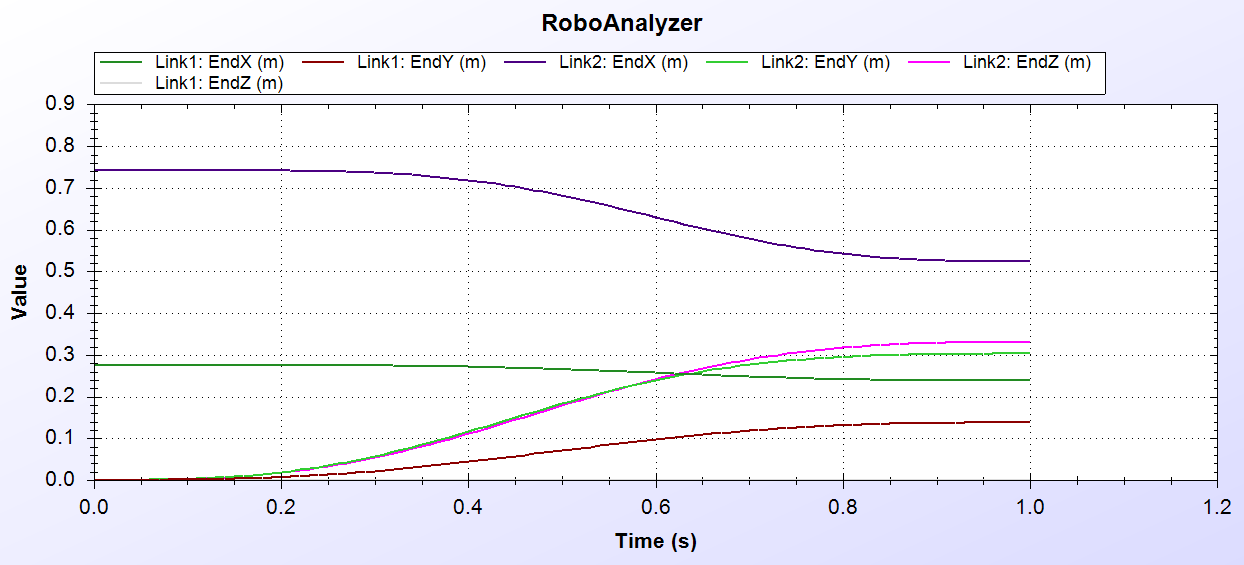 RoboAnalyzer
Link1: EndX (m) Link1: EndY (m) Link2: EndX (m) Link2: EndY (m) Link2: EndZ (m)
Link1: EndZ (m)
0.9
0.8
0.7
0.6
0.5
0.4
0.3
0.2
0.1
0.0
Value
0.0 0.2 0.4 0.6 0.8 1.0 1.2
Time (s)